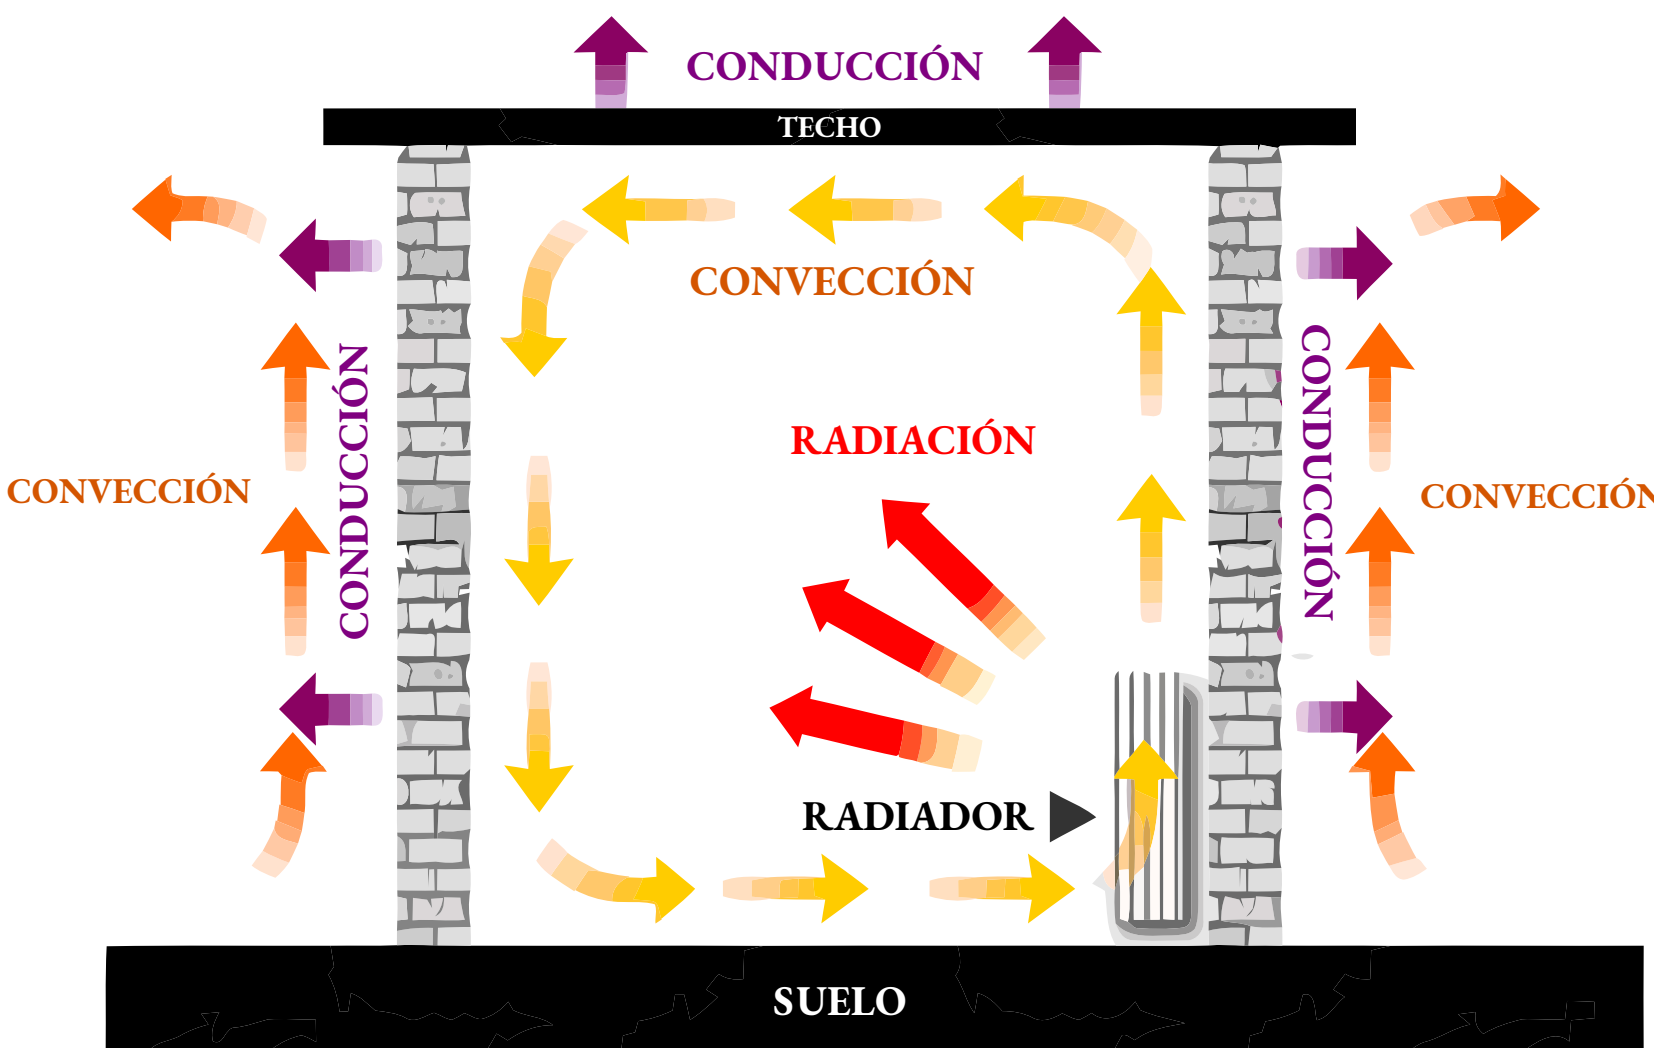 CONDUCCIÓN
TECHO
CONVECCIÓN
CONDUCCIÓN
CONDUCCIÓN
RADIACIÓN
CONVECCIÓN
CONVECCIÓN
RADIADOR
SUELO